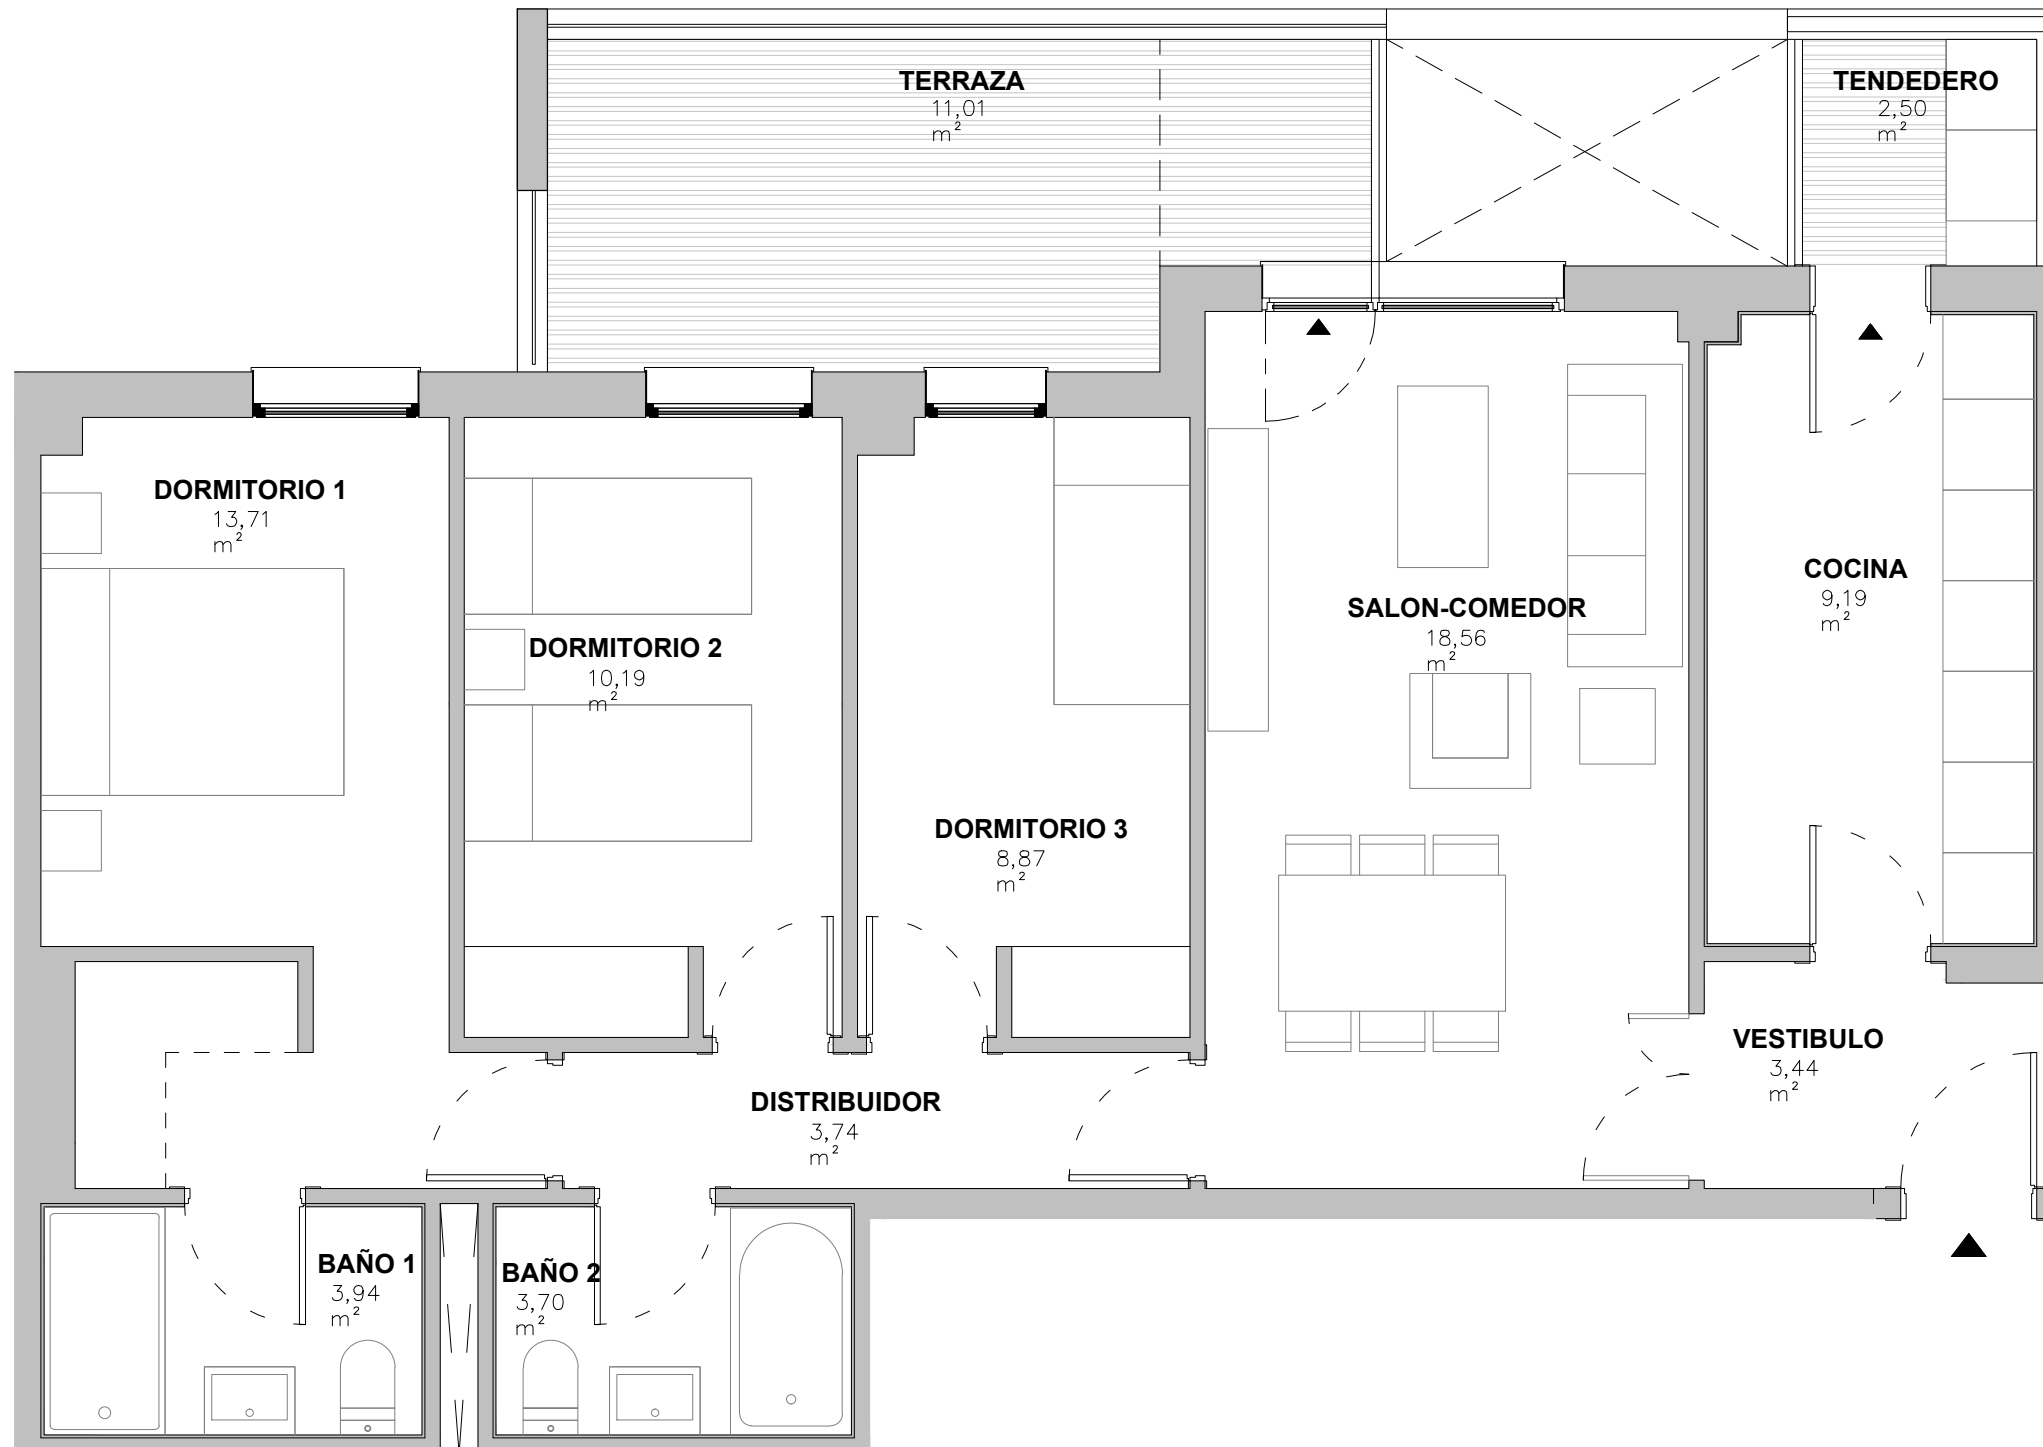 TERRAZA
11,01
m²
TENDEDERO
2,50
m²
DORMITORIO 1
13,71
m²
DORMITORIO 2
10,19
m²
DORMITORIO 3
8,87
m²
SALON-COMEDOR
18,56
m²
COCINA
9,19
m²
VESTIBULO
3,44
m²
DISTRIBUIDOR
3,74
m²
BAÑO 1
3,94
m²
BAÑO 2
3,70
m²